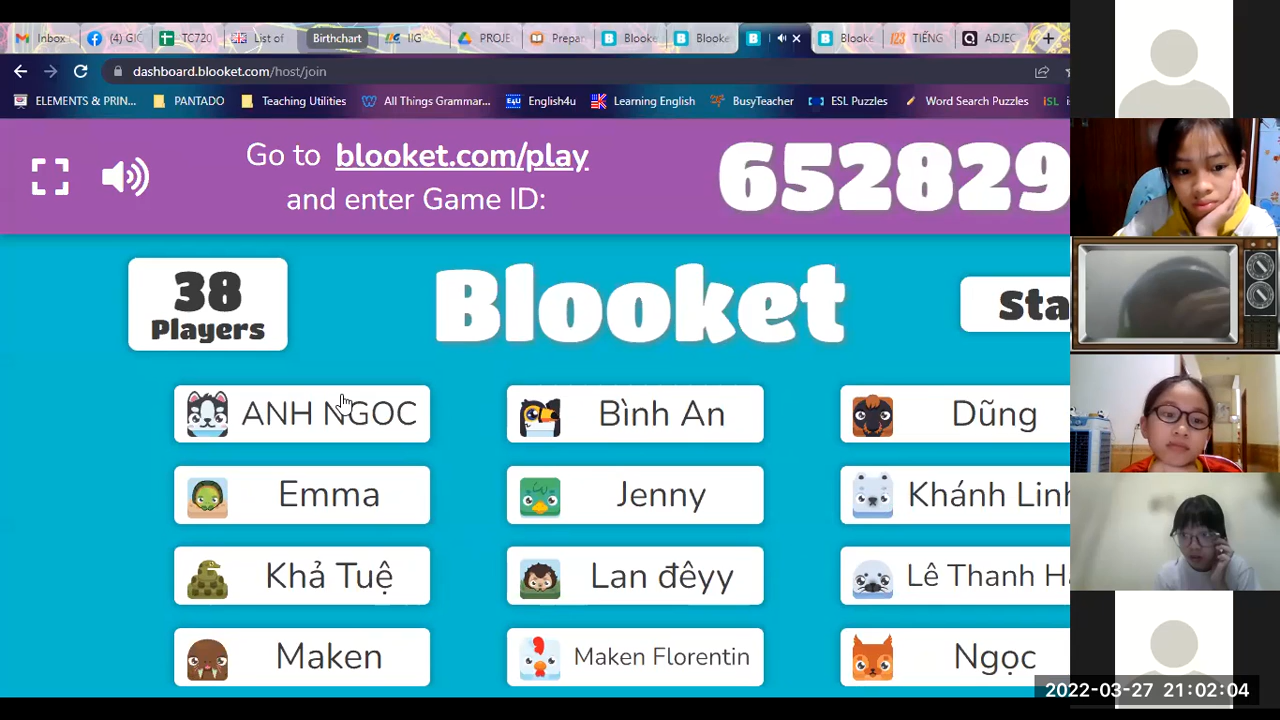 Inbox (4) GIC TC720 List of Birthchart IIG PROJE Prepar Blooke Blooke Blooke TIẾNG ADJEC
dashboard.blooket.com/host/join
ELEMENTS & PRIN... PANTADO Teaching Utilities All Things Grammar... English4u Learning English BusyTeacher ESL Puzzles Word Search Puzzles iSL
Go to blooket.com/play
and enter Game ID:
652829
38
Players
Blooket
Sta
ANH NGOC Bình An Dũng
Emma Jenny Khánh Linh
Khả Tuệ Lan đêyy Lê Thanh Hà
Maken Maken Florentin Ngọc
2022-03-27 21:02:04